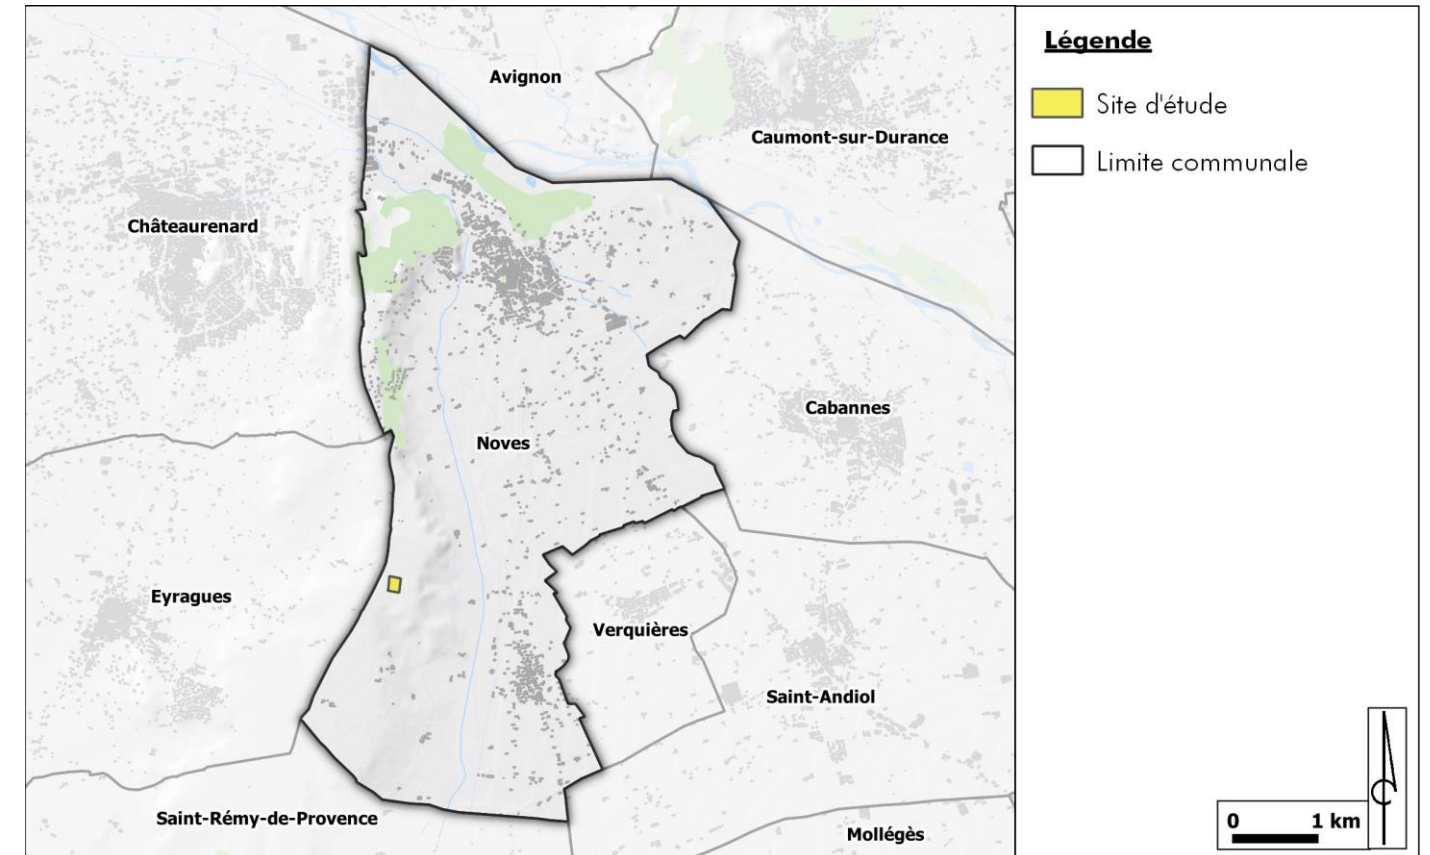 Avignon
Caumont-sur-Durance
Châteaurenard
Cabannes
Noves
Eyragues
Verquières
Saint-Andiol
Saint-Rémy-de-Provence
Mollégès
Légende
Site d'étude
Limite communale
0 1 km